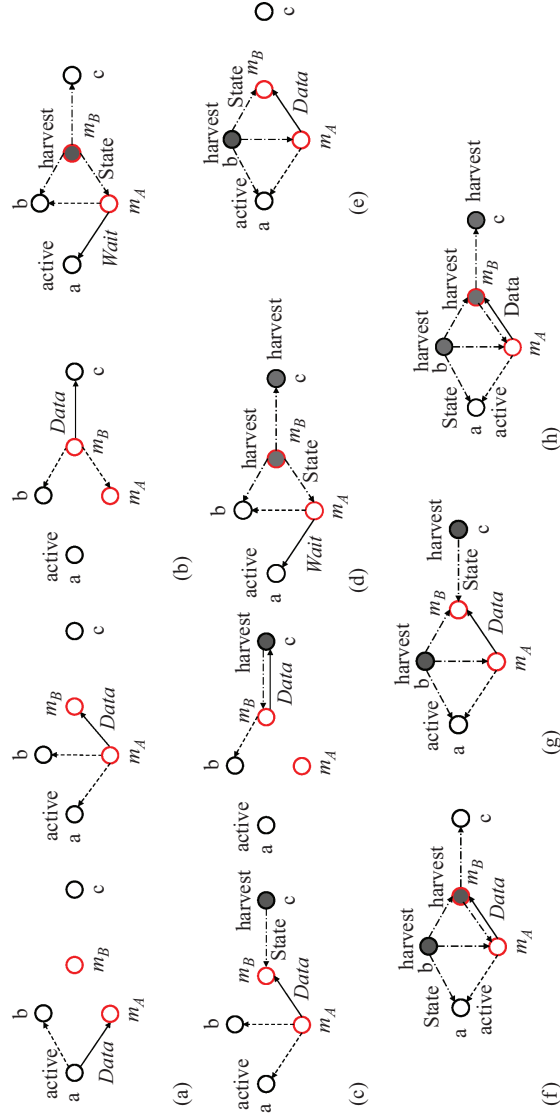 active
a
b
Data
m_A
m_B
c
active
a
b
m_B
Data
m_A
c
(a)
active
a
b
Data
m_B
m_A
c
active
a
b
harvest
m_B
State
Wait
m_A
c
(b)
active
a
b
harvest
c
m_B
State
Data
m_A
(c)
active
a
b
m_B
harvest
c
Data
m_A
active
a
b
harvest
m_B
State
Wait
m_A
harvest
c
(d)
active
a
harvest
b
State
m_B
Data
m_A
c
(e)
State
a
active
harvest
b
harvest
m_B
Data
m_A
c
(f)
active
a
harvest
b
m_B
State
harvest
c
Data
m_A
(g)
State
a
active
harvest
b
harvest
m_B
Data
m_A
harvest
c
(h)